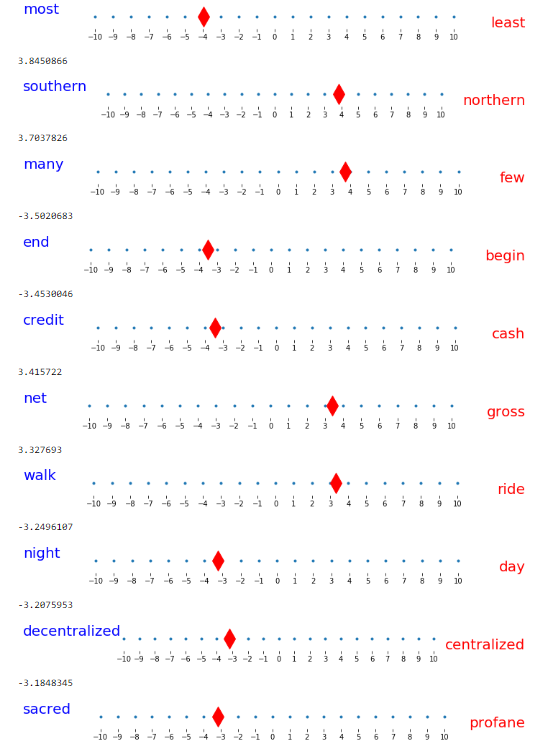 most
least
−10 −9 −8 −7 −6 −5 −4 −3 −2 −1 0 1 2 3 4 5 6 7 8 9 10
3.8450866
southern
northern
−10 −9 −8 −7 −6 −5 −4 −3 −2 −1 0 1 2 3 4 5 6 7 8 9 10
3.7037826
many
few
−10 −9 −8 −7 −6 −5 −4 −3 −2 −1 0 1 2 3 4 5 6 7 8 9 10
-3.5020683
end
begin
−10 −9 −8 −7 −6 −5 −4 −3 −2 −1 0 1 2 3 4 5 6 7 8 9 10
-3.4530046
credit
cash
−10 −9 −8 −7 −6 −5 −4 −3 −2 −1 0 1 2 3 4 5 6 7 8 9 10
3.415722
net
gross
−10 −9 −8 −7 −6 −5 −4 −3 −2 −1 0 1 2 3 4 5 6 7 8 9 10
3.327693
walk
ride
−10 −9 −8 −7 −6 −5 −4 −3 −2 −1 0 1 2 3 4 5 6 7 8 9 10
-3.2496107
night
day
−10 −9 −8 −7 −6 −5 −4 −3 −2 −1 0 1 2 3 4 5 6 7 8 9 10
-3.2075953
decentralized
centralized
−10 −9 −8 −7 −6 −5 −4 −3 −2 −1 0 1 2 3 4 5 6 7 8 9 10
-3.1848345
sacred
profane
−10 −9 −8 −7 −6 −5 −4 −3 −2 −1 0 1 2 3 4 5 6 7 8 9 10